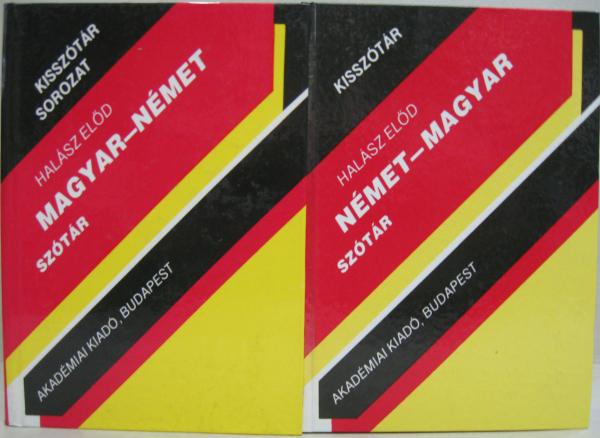 KISSZÓTÁR
SOROZAT
HALÁSZ ELŐD
MAGYAR–NÉMET
SZÓTÁR
AKADÉMIAI KIADÓ, BUDAPEST
KISSZÓTÁR
HALÁSZ ELŐD
NÉMET–MAGYAR
SZÓTÁR
AKADÉMIAI KIADÓ, BUDAPEST